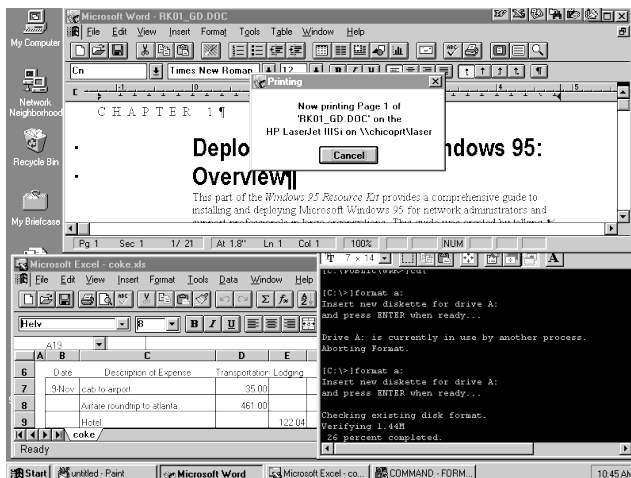 My Computer
Network Neighborhood
Recycle Bin
My Briefcase
Microsoft Word - RK01_GD.DOC
File Edit View Insert Format Tools Table Window Help
Cn Times New Roman 12 B I U
CHAPTER 1¶
Deplo ndows 95:
Overview¶
This part of the Windows 95 Resource Kit provides a comprehensive guide to
installing and deploying Microsoft Windows 95 for network administrators and
Pg 1 Sec 1 1/ 21 At 1.8" Ln 1 Col 1 100% NUM
Printing
Now printing Page 1 of
'RK01_GD.DOC' on the
HP LaserJet IIISi on \\chicoprt\laser
Cancel
Microsoft Excel - coke.xls
File Edit View Insert Format Tools Data Window Help
Helv 8 B I U
A19
A B C D E
6 Date Description of Expense Transportation Lodging
7 9-Nov cab to airport 35.00
8 Airfare roundtrip to atlanta 461.00
9 Hotel 122.04
coke
Ready
7 x 14 A
[C:\>]format a:
Insert new diskette for drive A:
and press ENTER when ready...
Drive A: is currently in use by another process.
Aborting Format.
[C:\>]format a:
Insert new diskette for drive A:
and press ENTER when ready...
Checking existing disk format.
Verifying 1.44M
26 percent completed.
Start untitled - Paint Microsoft Word Microsoft Excel - co... COMMAND - FORM... 10:45 AM